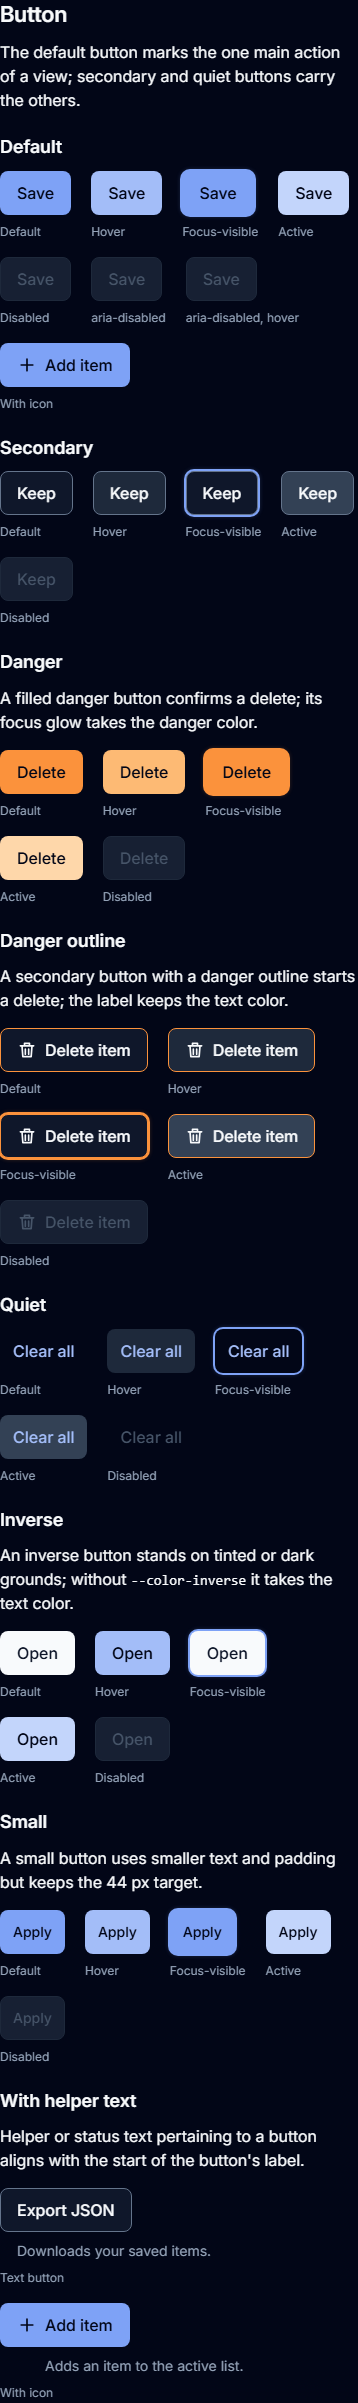 Button
The default button marks the one main action
of a view; secondary and quiet buttons carry
the others.
Default
Save Save Save Save
Default Hover Focus-visible Active
Save Save Save
Disabled aria-disabled aria-disabled, hover
Add item
With icon
Secondary
Keep Keep Keep Keep
Default Hover Focus-visible Active
Keep
Disabled
Danger
A filled danger button confirms a delete; its
focus glow takes the danger color.
Delete Delete Delete
Default Hover Focus-visible
Delete Delete
Active Disabled
Danger outline
A secondary button with a danger outline starts
a delete; the label keeps the text color.
Delete item Delete item
Default Hover
Delete item Delete item
Focus-visible Active
Delete item
Disabled
Quiet
Clear all Clear all Clear all
Default Hover Focus-visible
Clear all Clear all
Active Disabled
Inverse
An inverse button stands on tinted or dark
grounds; without --color-inverse it takes the
text color.
Open Open Open
Default Hover Focus-visible
Open Open
Active Disabled
Small
A small button uses smaller text and padding
but keeps the 44 px target.
Apply Apply Apply Apply
Default Hover Focus-visible Active
Apply
Disabled
With helper text
Helper or status text pertaining to a button
aligns with the start of the button's label.
Export JSON
Downloads your saved items.
Text button
Add item
Adds an item to the active list.
With icon